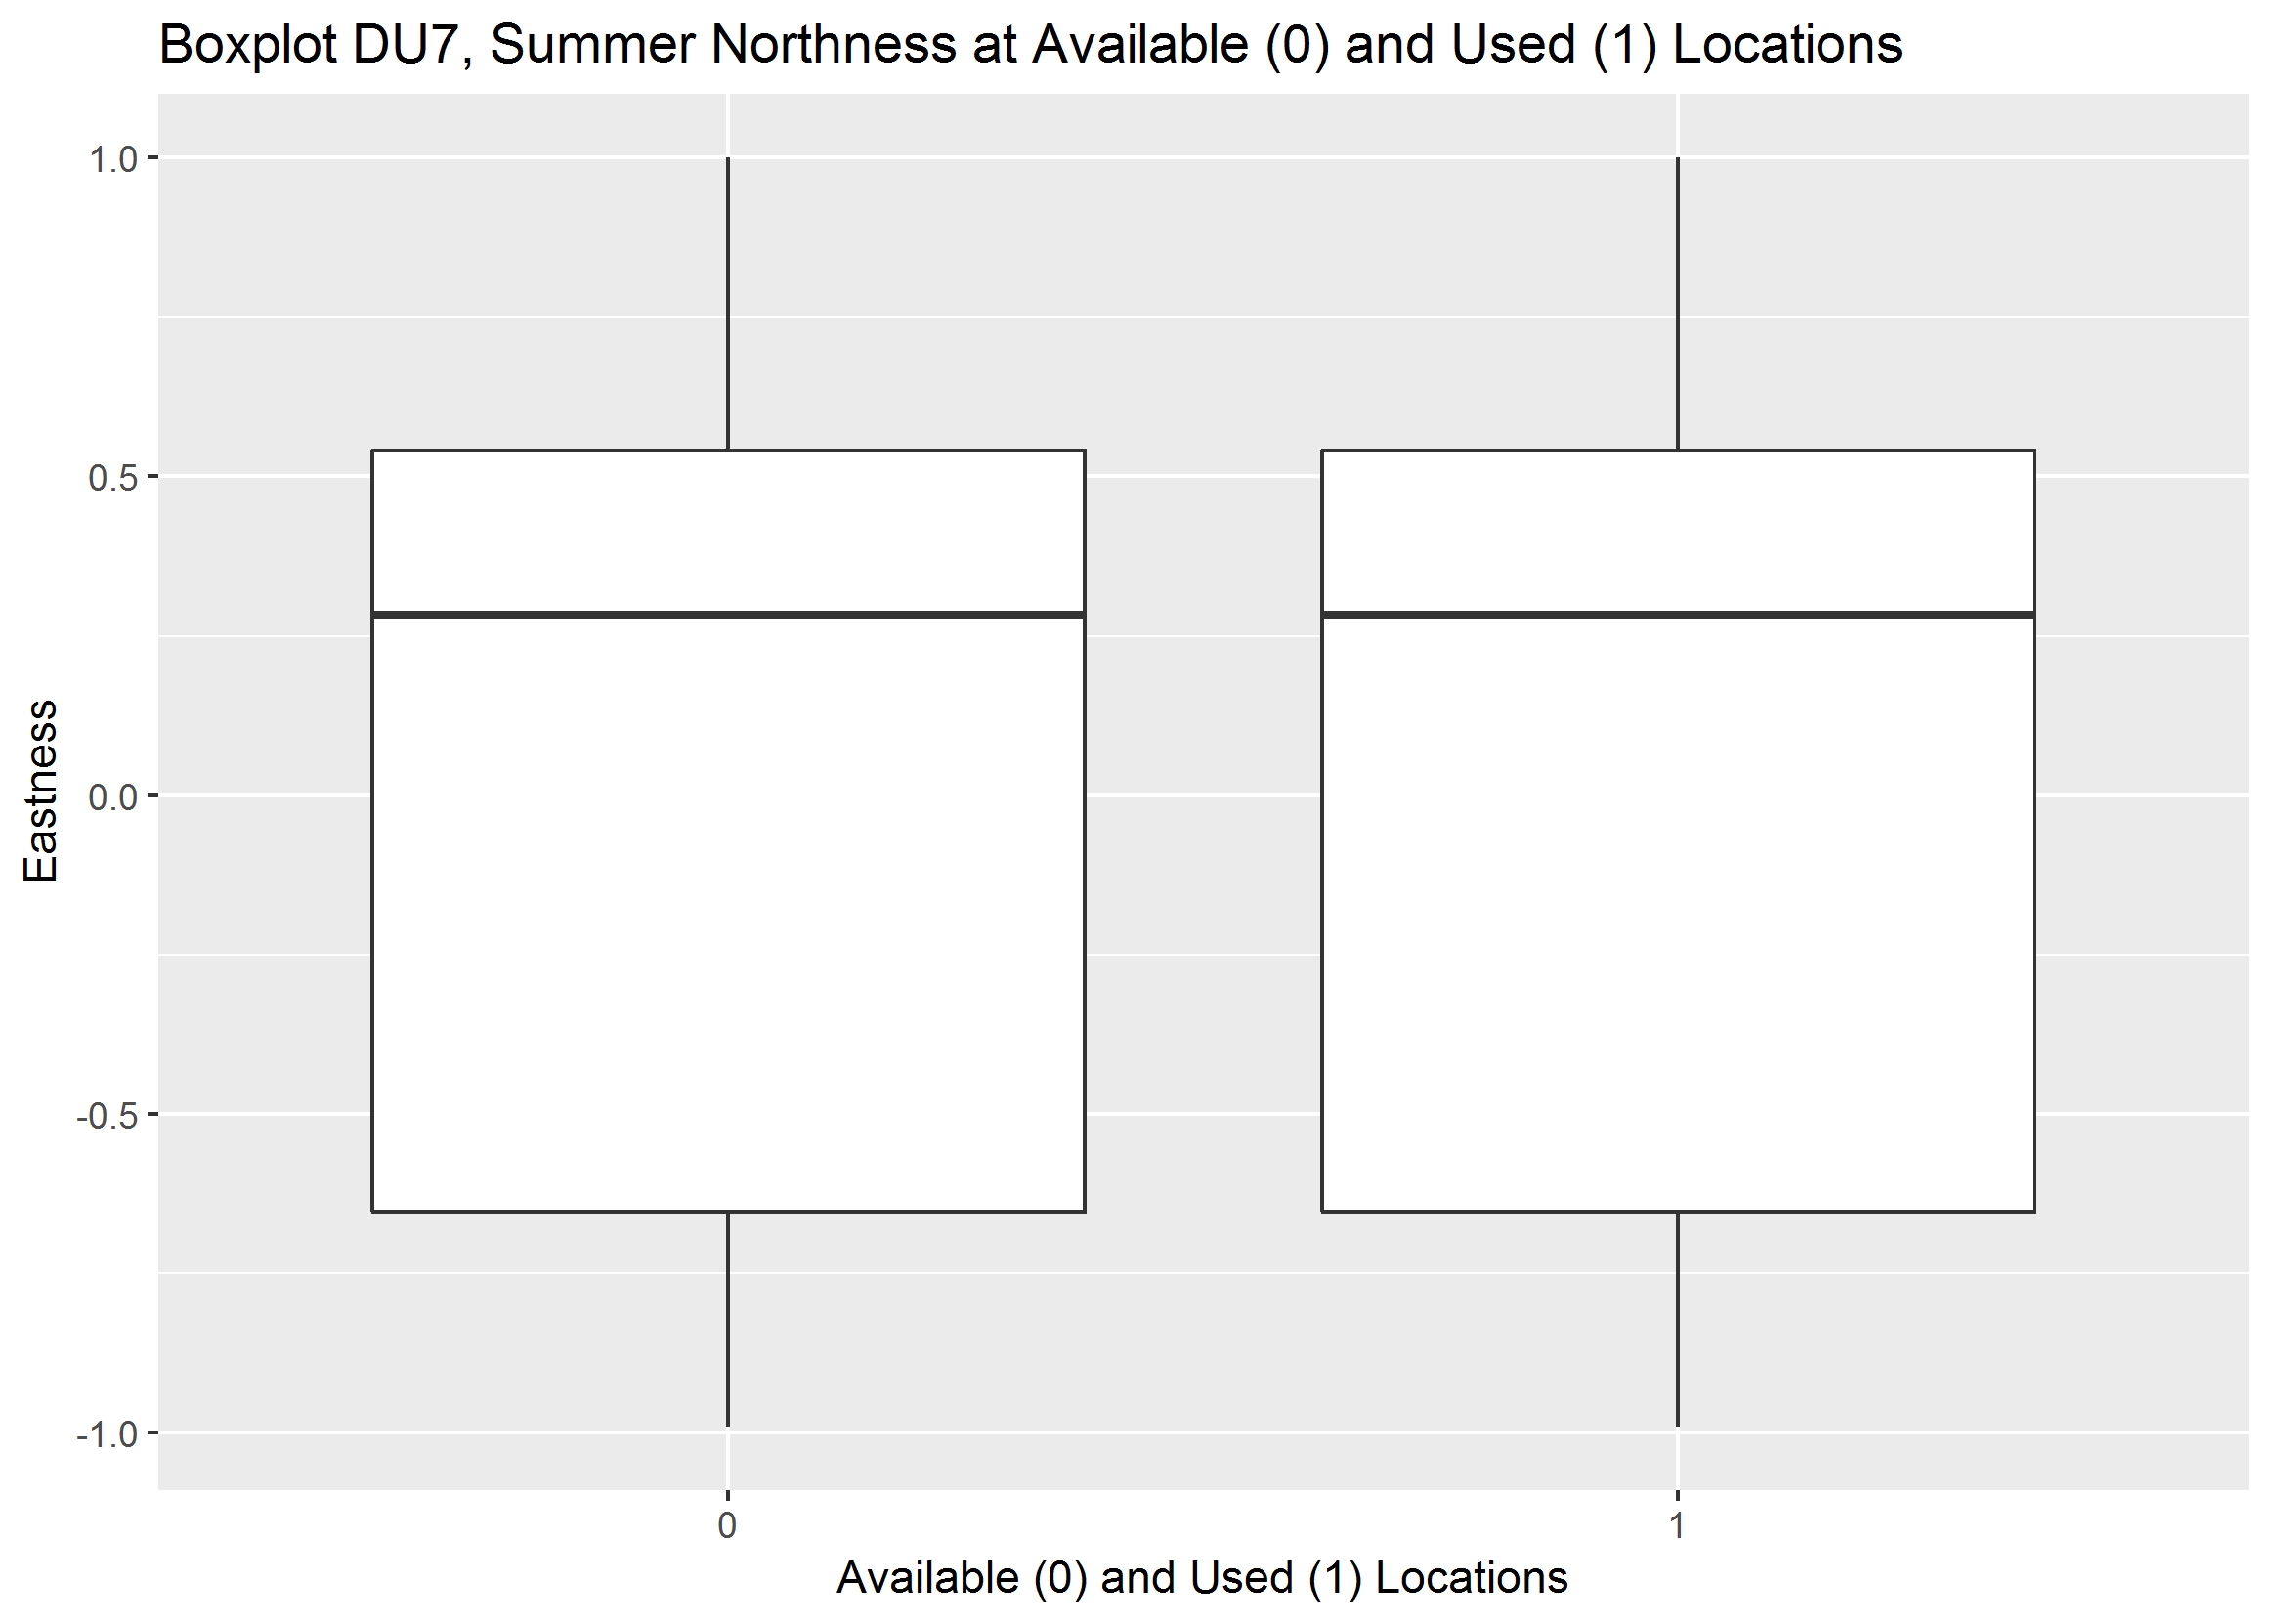 Boxplot DU7, Summer Northness at Available (0) and Used (1) Locations
1.0
0.5
0.0
-0.5
-1.0
Eastness
0
1
Available (0) and Used (1) Locations